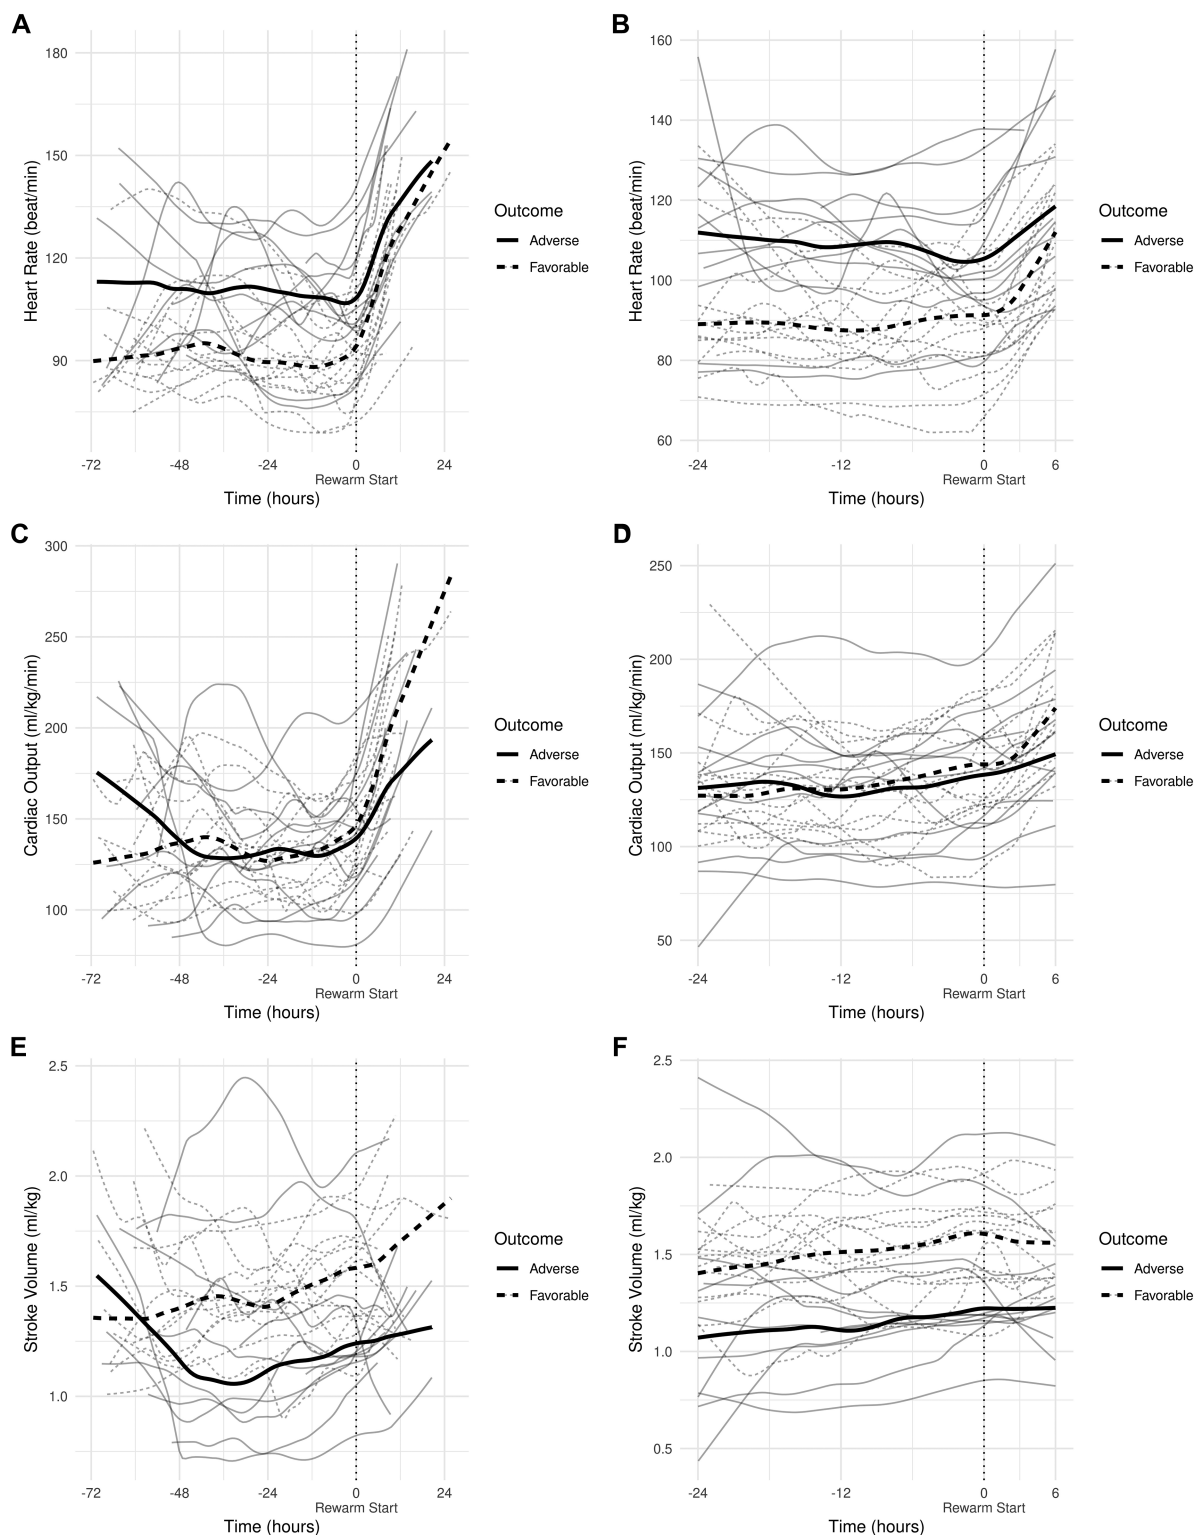 A
Heart Rate (beat/min)
180
150
120
90
-72 -48 -24 0 24
Rewarm Start
Time (hours)
Outcome
Adverse
Favorable
B
Heart Rate (beat/min)
160
140
120
100
80
60
-24 -12 0 6
Rewarm Start
Time (hours)
Outcome
Adverse
Favorable
C
Cardiac Output (ml/kg/min)
300
250
200
150
100
-72 -48 -24 0 24
Rewarm Start
Time (hours)
Outcome
Adverse
Favorable
D
Cardiac Output (ml/kg/min)
250
200
150
100
50
-24 -12 0 6
Rewarm Start
Time (hours)
Outcome
Adverse
Favorable
E
Stroke Volume (ml/kg)
2.5
2.0
1.5
1.0
-72 -48 -24 0 24
Rewarm Start
Time (hours)
Outcome
Adverse
Favorable
F
Stroke Volume (ml/kg)
2.5
2.0
1.5
1.0
0.5
-24 -12 0 6
Rewarm Start
Time (hours)
Outcome
Adverse
Favorable